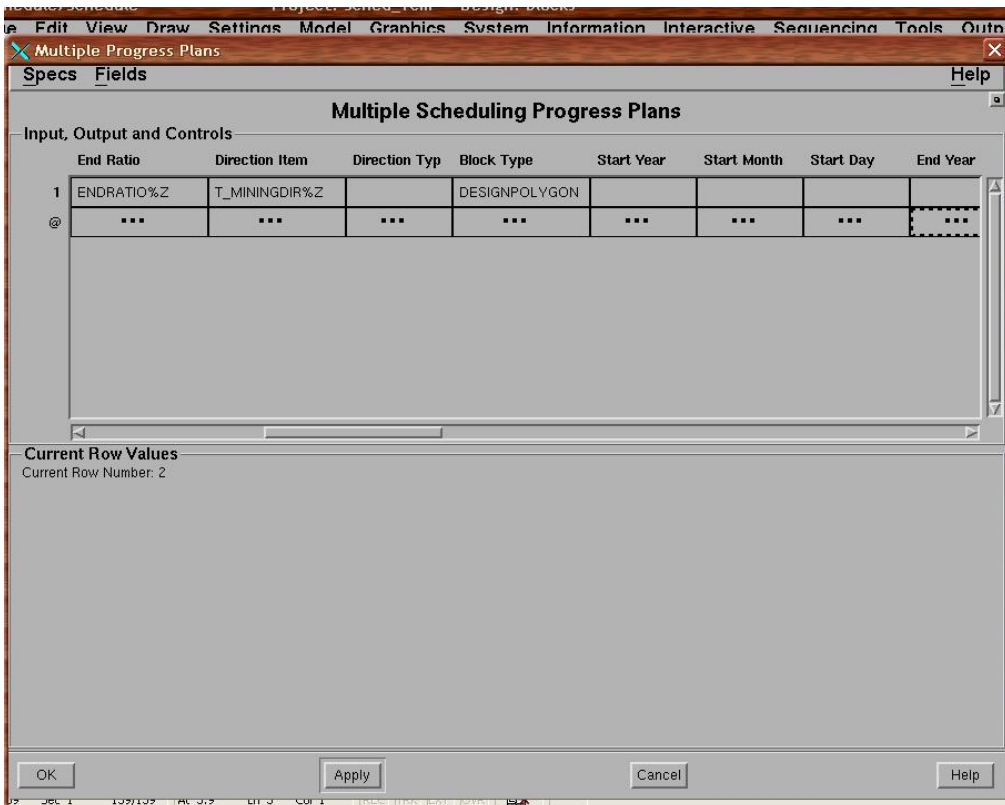 Edit View Draw Settings Model Graphics System Information Interactive Sequencing Tools Outp
Multiple Progress Plans
Specs Fields Help
Multiple Scheduling Progress Plans
Input, Output and Controls
End Ratio Direction Item Direction Typ Block Type Start Year Start Month Start Day End Year
1 ENDRATIO%Z T_MININGDIR%Z DESIGNPOLYGON
@ ... ... ... ... ... ... ... ...
Current Row Values
Current Row Number: 2
OK Apply Cancel Help